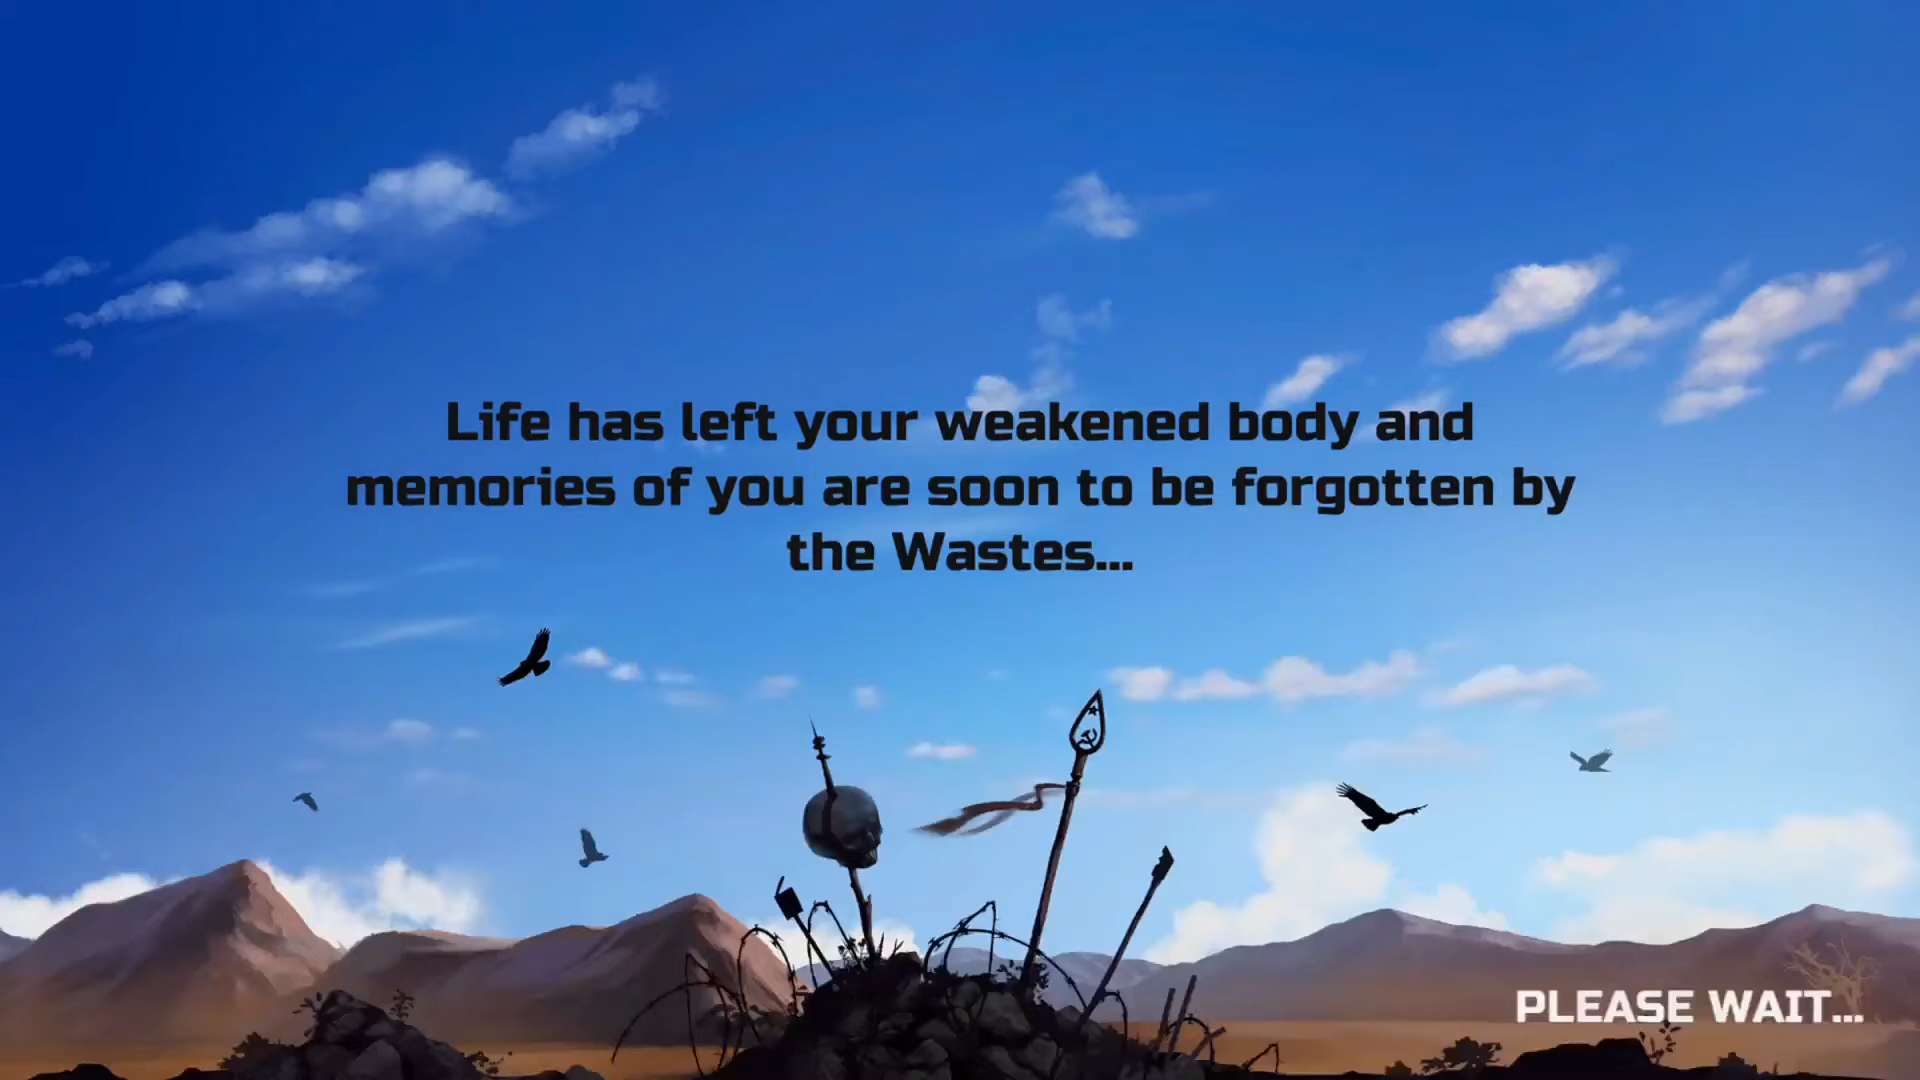 Life has left your weakened body and
memories of you are soon to be forgotten by
the Wastes...
PLEASE WAIT...